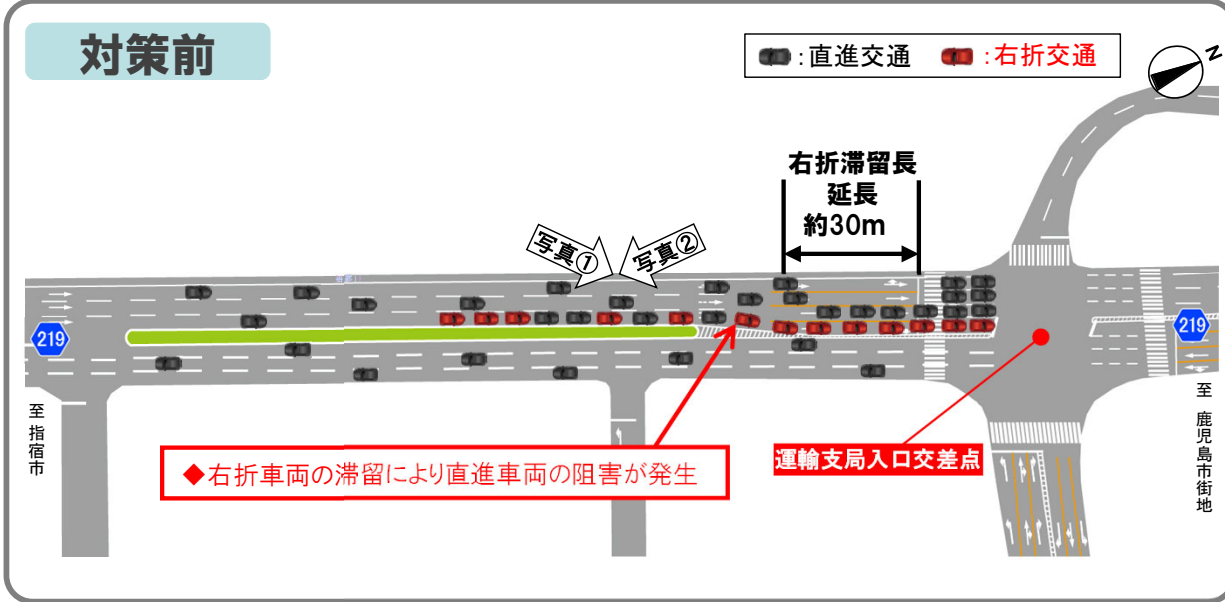 対策前
:直進交通
:右折交通
N
右折滞留長
延長
約30m
写真①
写真②
219
219
至 指宿市
至 鹿児島市街地
◆右折車両の滞留により直進車両の阻害が発生
運輸支局入口交差点